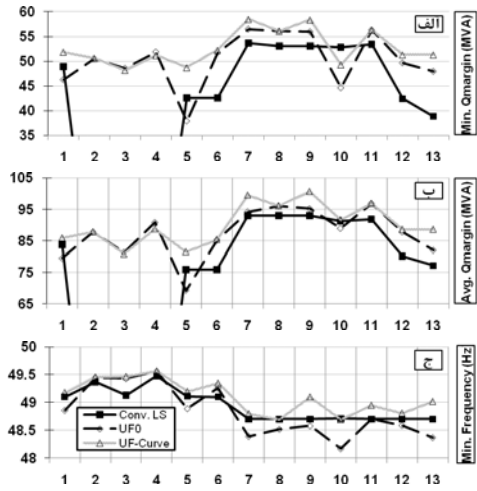 الف
60
55
50
45
40
35
Min. Qmargin (MVA)
1 2 3 4 5 6 7 8 9 10 11 12 13
ب
105
95
85
75
65
Avg. Qmargin (MVA)
1 2 3 4 5 6 7 8 9 10 11 12 13
ج
50
49.5
49
48.5
48
Conv. LS
UF0
UF-Curve
Min. Frequency (Hz
1 2 3 4 5 6 7 8 9 10 11 12 13